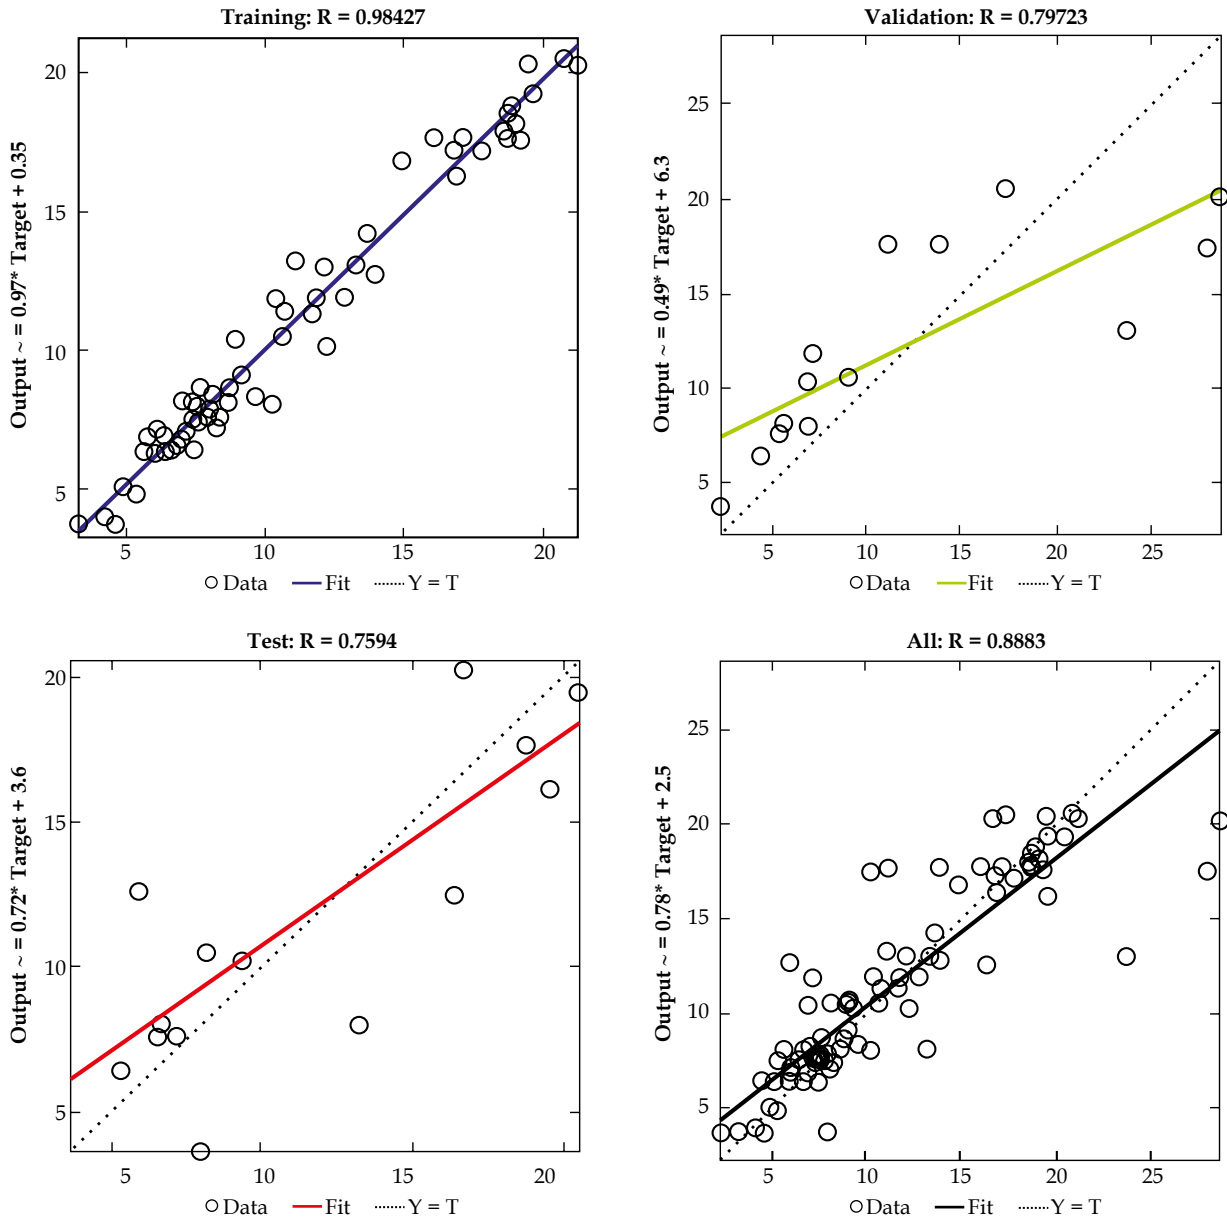 Training: R = 0.98427
Output ~ = 0.97* Target + 0.35
20
15
10
5
5 10 15 20
Data Fit Y = T
Validation: R = 0.79723
Output ~ = 0.49* Target + 6.3
25
20
15
10
5
5 10 15 20 25
Data Fit Y = T
Test: R = 0.7594
Output ~ = 0.72* Target + 3.6
20
15
10
5
5 10 15 20
Data Fit Y = T
All: R = 0.8883
Output ~ = 0.78* Target + 2.5
25
20
15
10
5
5 10 15 20 25
Data Fit Y = T